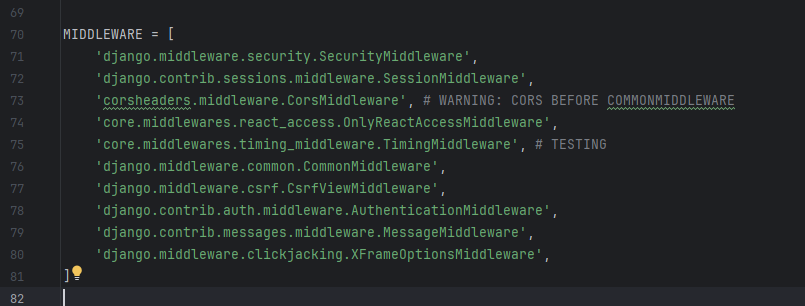 69
70 MIDDLEWARE = [
71     'django.middleware.security.SecurityMiddleware',
72     'django.contrib.sessions.middleware.SessionMiddleware',
73     'corsheaders.middleware.CorsMiddleware', # WARNING: CORS BEFORE COMMONMIDDLEWARE
74     'core.middlewares.react_access.OnlyReactAccessMiddleware',
75     'core.middlewares.timing_middleware.TimingMiddleware', # TESTING
76     'django.middleware.common.CommonMiddleware',
77     'django.middleware.csrf.CsrfViewMiddleware',
78     'django.contrib.auth.middleware.AuthenticationMiddleware',
79     'django.contrib.messages.middleware.MessageMiddleware',
80     'django.middleware.clickjacking.XFrameOptionsMiddleware',
81 ]
82